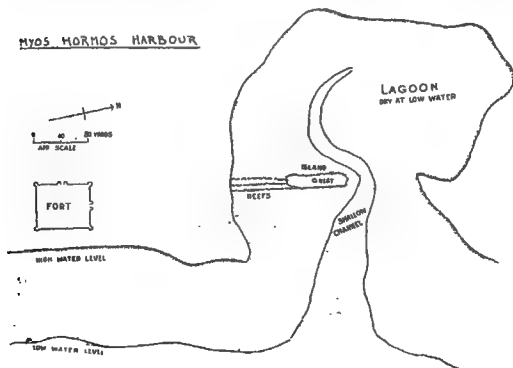 MYOS HORMOS HARBOUR
N
0 40 80 YARDS
APP SCALE
LAGOON
DRY AT LOW WATER
ISLAND
FORT
REEFS
SHALLOW
CHANNEL
HIGH WATER LEVEL
LOW WATER LEVEL